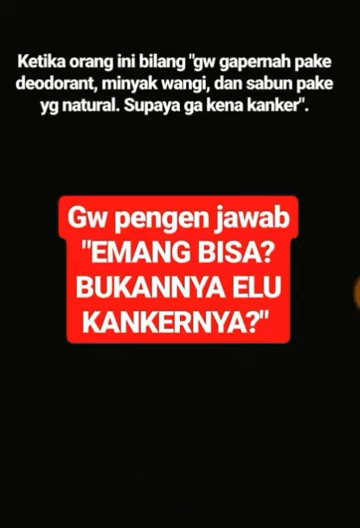 Ketika orang ini bilang "gw gapernah pake
deodorant, minyak wangi, dan sabun pake
yg natural. Supaya ga kena kanker".
Gw pengen jawab
"EMANG BISA?
BUKANNYA ELU
KANKERNYA?"